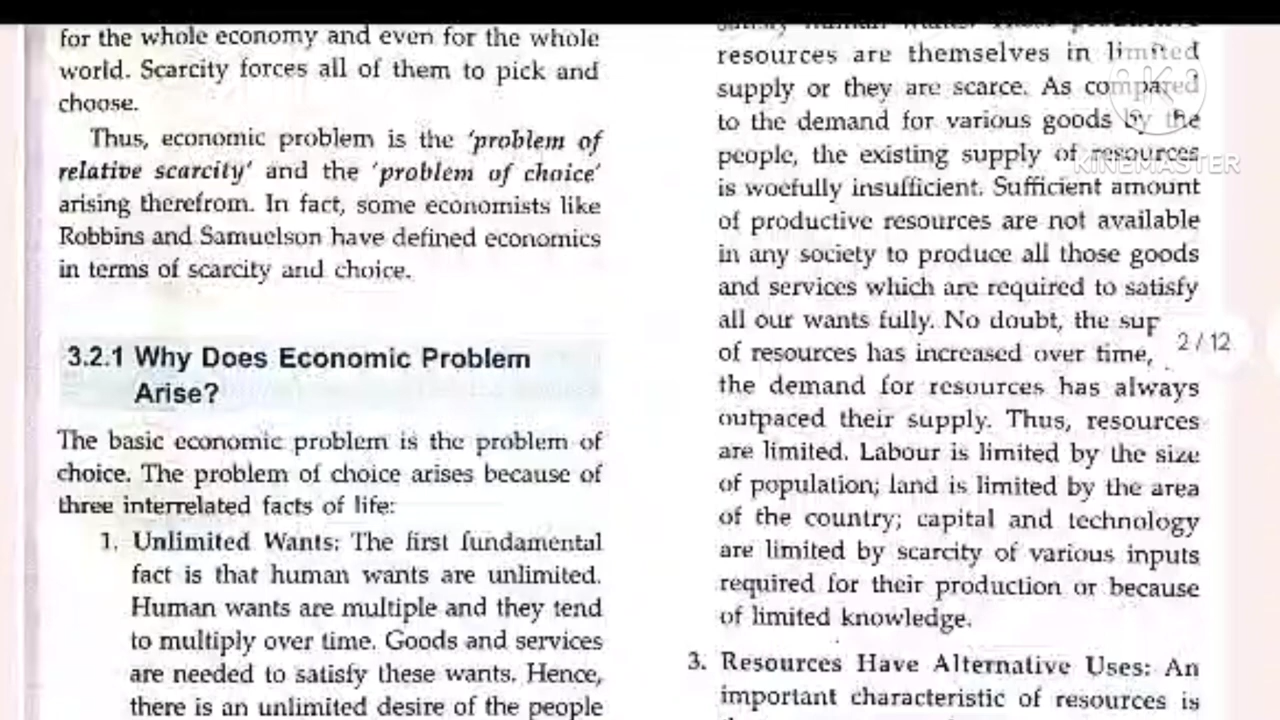 for the whole economy and even for the whole
world. Scarcity forces all of them to pick and
choose.
Thus, economic problem is the 'problem of
relative scarcity' and the 'problem of choice'
arising therefrom. In fact, some economists like
Robbins and Samuelson have defined economics
in terms of scarcity and choice.
3.2.1 Why Does Economic Problem
Arise?
The basic economic problem is the problem of
choice. The problem of choice arises because of
three interrelated facts of life:
1. Unlimited Wants: The first fundamental
fact is that human wants are unlimited.
Human wants are multiple and they tend
to multiply over time. Goods and services
are needed to satisfy these wants. Hence,
there is an unlimited desire of the people
resources are themselves in limited
supply or they are scarce. As compared
to the demand for various goods by the
people, the existing supply of resources
is woefully insufficient. Sufficient amount
of productive resources are not available
in any society to produce all those goods
and services which are required to satisfy
all our wants fully. No doubt, the sup
of resources has increased over time,
the demand for resources has always
outpaced their supply. Thus, resources
are limited. Labour is limited by the size
of population; land is limited by the area
of the country; capital and technology
are limited by scarcity of various inputs
required for their production or because
of limited knowledge.
3. Resources Have Alternative Uses: An
important characteristic of resources is
2/12
K
KINEMASTER